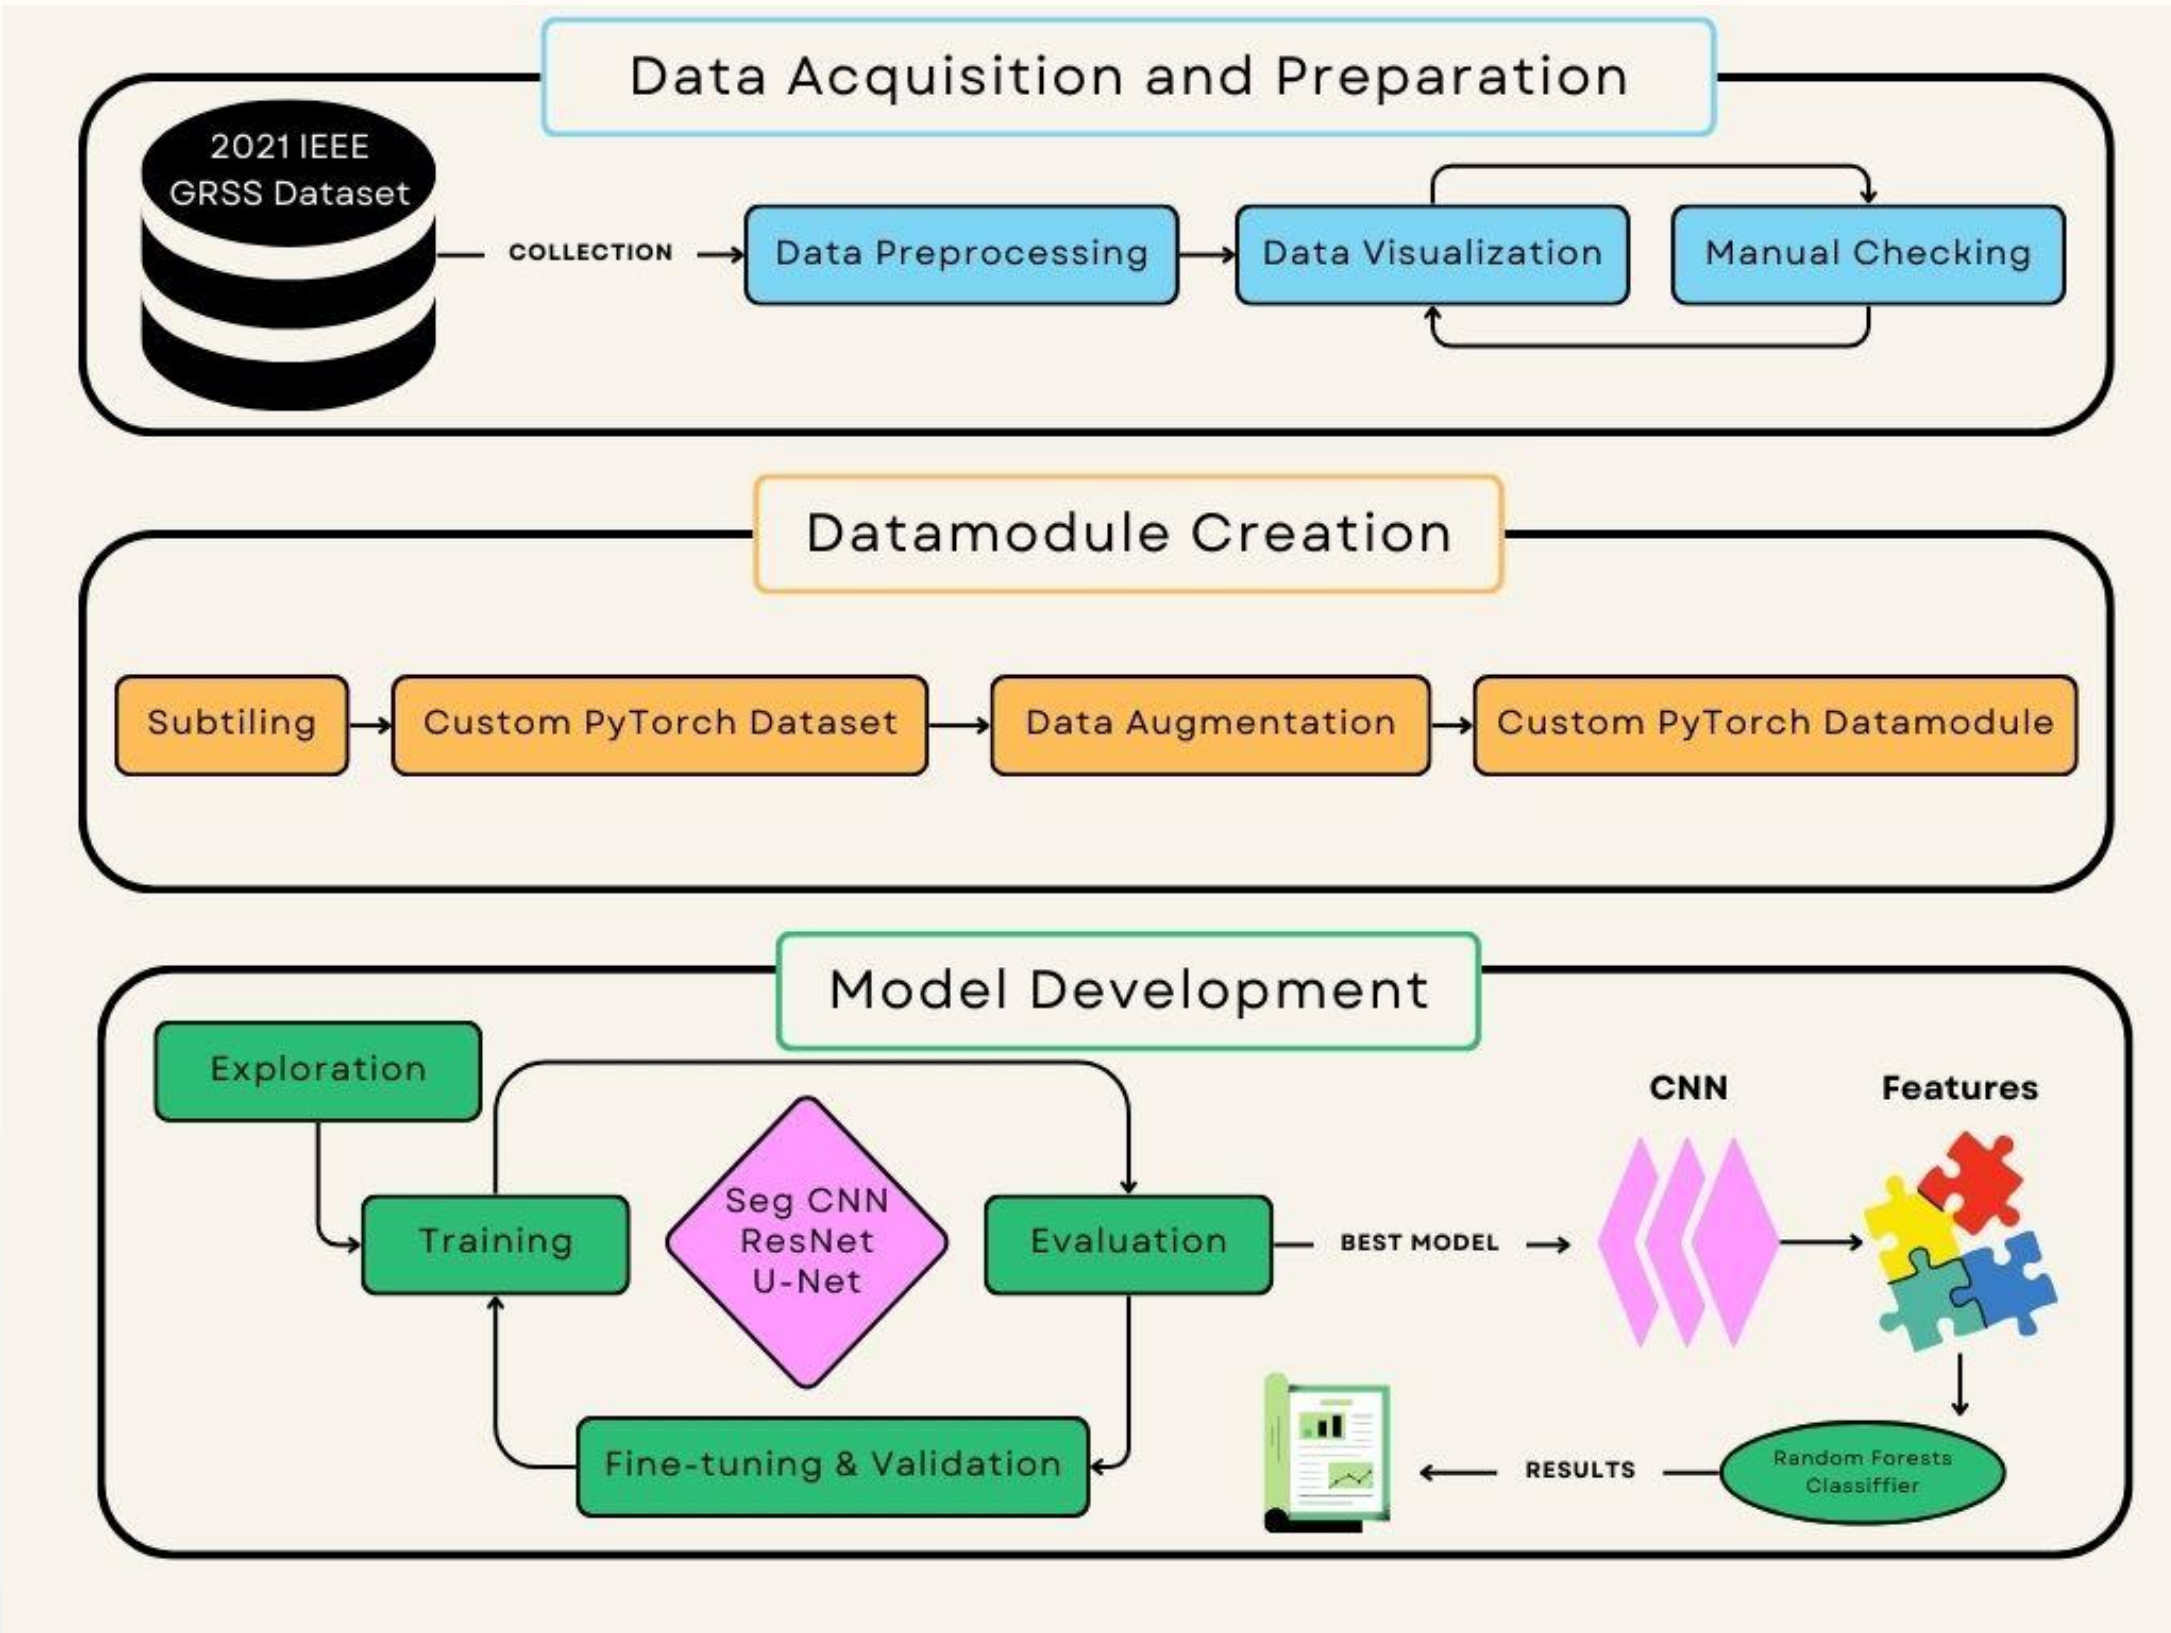 Data Acquisition and Preparation
2021 IEEE
GRSS Dataset
COLLECTION
Data Preprocessing
Data Visualization
Manual Checking
Datamodule Creation
Subtiling
Custom PyTorch Dataset
Data Augmentation
Custom PyTorch Datamodule
Model Development
Exploration
Training
Seg CNN
ResNet
U-Net
Evaluation
BEST MODEL
CNN
Features
Fine-tuning & Validation
RESULTS
Random Forests
Classiffier